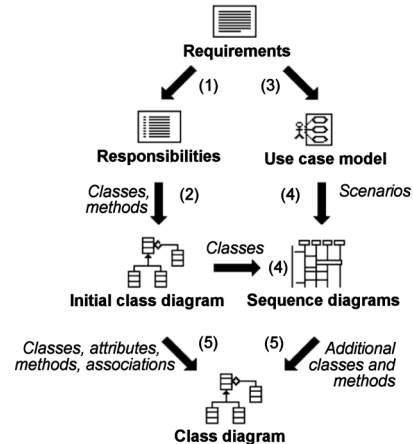 Requirements
(1)
(3)
Responsibilities
Use case model
Classes,
methods
(2)
(4)
Scenarios
Classes
(4)
Initial class diagram
Sequence diagrams
Classes, attributes,
methods, associations
(5)
(5)
Additional
classes and
methods
Class diagram